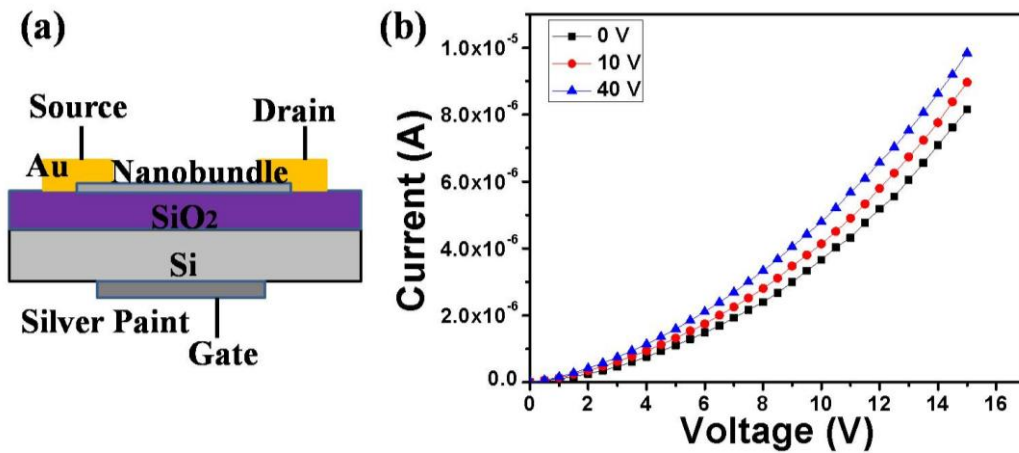 (a)
Source
Drain
Au
Nanobundle
SiO2
Si
Silver Paint
Gate
(b)
0 V
10 V
40 V
Current (A)
1.0x10-5
8.0x10-6
6.0x10-6
4.0x10-6
2.0x10-6
0.0
0 2 4 6 8 10 12 14 16
Voltage (V)